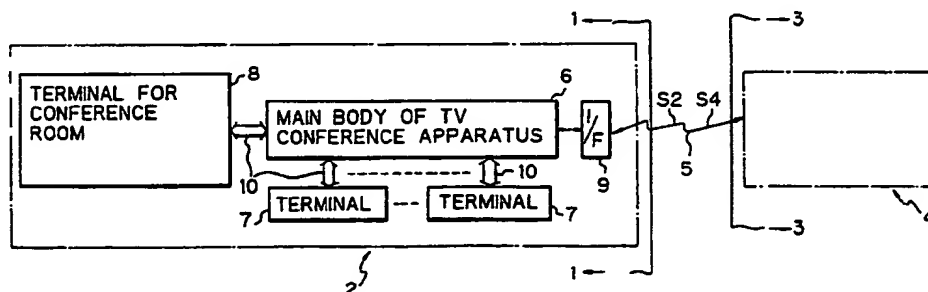 1
3
8
TERMINAL FOR
CONFERENCE
ROOM
6
MAIN BODY OF TV
CONFERENCE APPARATUS
I/F
S2
S4
9
5
10
10
7
TERMINAL
TERMINAL
7
4
2
1
3